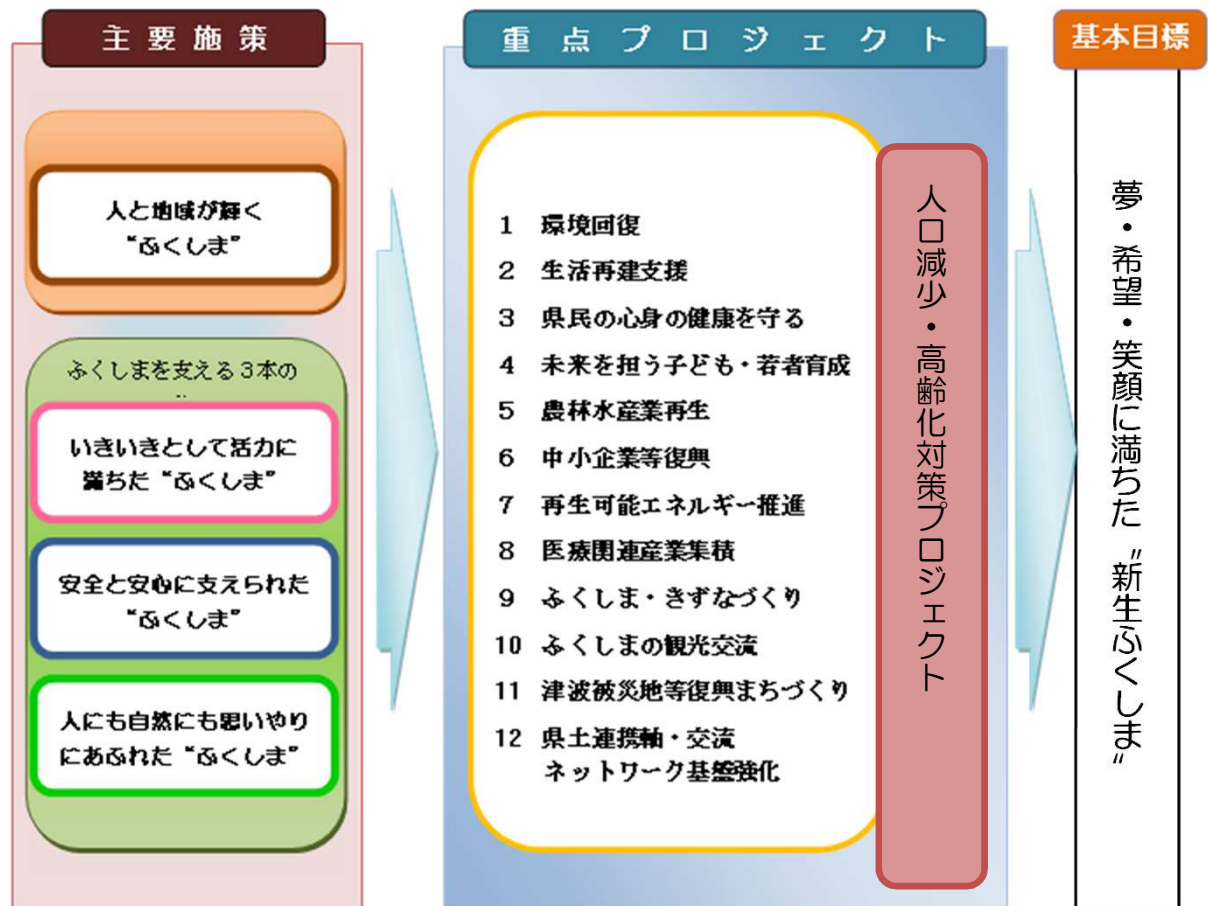 主要施策
人と地域が輝く
“ふくしま”
ふくしまを支える3本の
いきいきとして活力に
満ちた“ふくしま”
安全と安心に支えられた
“ふくしま”
人にも自然にも思いやり
にあふれた“ふくしま”
重点プロジェクト
1 環境回復
2 生活再建支援
3 県民の心身の健康を守る
4 未来を担う子ども・若者育成
5 農林水産業再生
6 中小企業等復興
7 再生可能エネルギー推進
8 医療関連産業集積
9 ふくしま・きずなづくり
10 ふくしまの観光交流
11 津波被災地等復興まちづくり
12 県土連携軸・交流
ネットワーク基盤強化
人口減少・高齢化対策プロジェクト
基本目標
夢・希望・笑顔に満ちた〝新生ふくしま〟